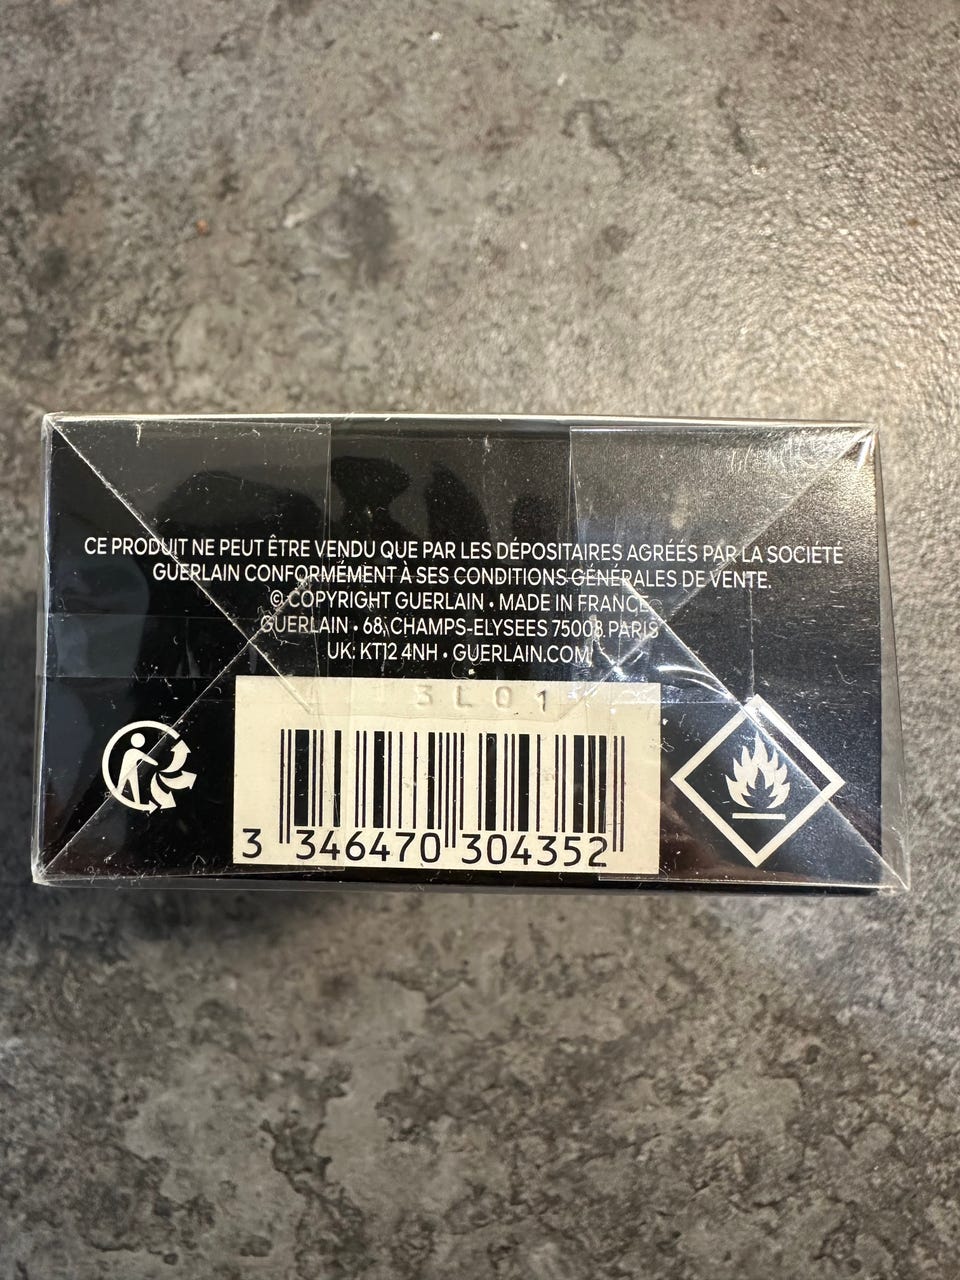 CE PRODUIT NE PEUT ÊTRE VENDU QUE PAR LES DÉPOSITAIRES AGRÉÉS PAR LA SOCIÉTÉ
GUERLAIN CONFORMÉMENT À SES CONDITIONS GÉNÉRALES DE VENTE.
© COPYRIGHT GUERLAIN • MADE IN FRANCE
GUERLAIN • 68, CHAMPS-ELYSEES 75008 PARIS
UK: KT12 4NH • GUERLAIN.COM
3L01
3 346470 304352